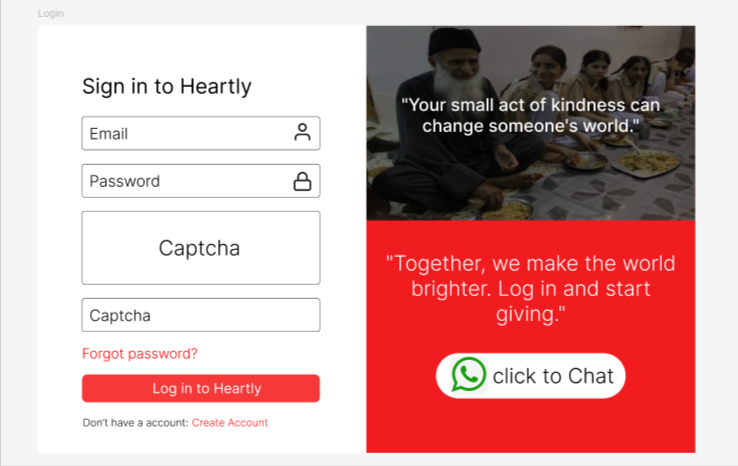 Login
Sign in to Heartly
Email
Password
Captcha
Captcha
Forgot password?
Log in to Heartly
Don't have a account: Create Account
"Your small act of kindness can
change someone's world."
"Together, we make the world
brighter. Log in and start
giving."
click to Chat